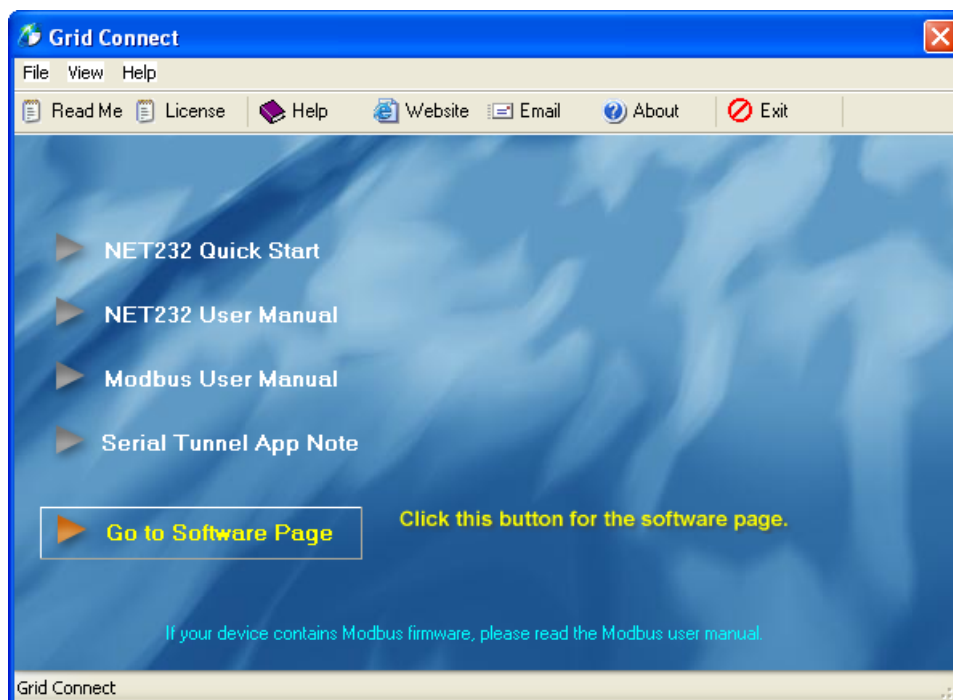 Grid Connect
File View Help
Read Me License Help Website Email About Exit
NET232 Quick Start
NET232 User Manual
Modbus User Manual
Serial Tunnel App Note
Go to Software Page Click this button for the software page.
If your device contains Modbus firmware, please read the Modbus user manual.
Grid Connect